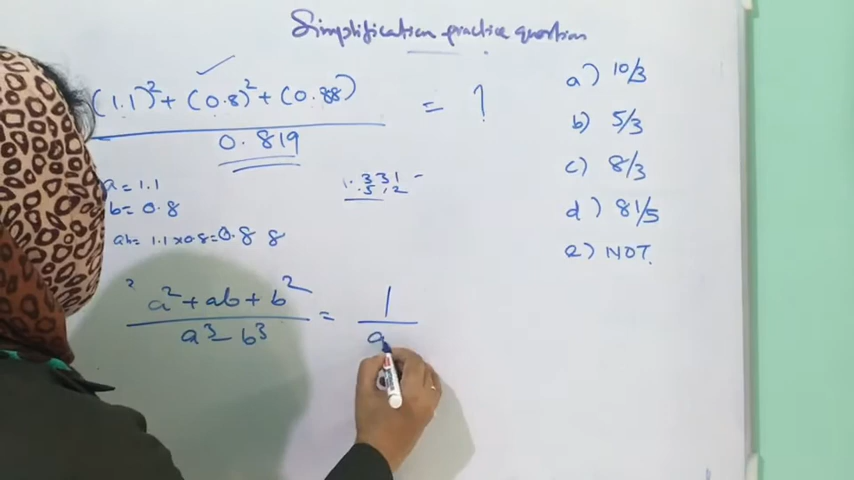 Simplification practice question
(1.1)² + (0.8)² + (0.88) = ?
0.819
a) 10/3
b) 5/3
c) 8/3
d) 81/5
e) NOT.
a = 1.1
b = 0.8
ab = 1.1 x 0.8 = 0.88
1.331 -
.512
a² + ab + b² = 1
a³ - b³ a